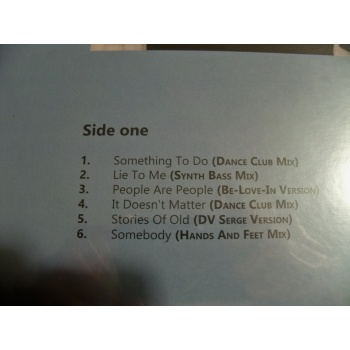 Side one
1. Something To Do (Dance Club Mix)
2. Lie To Me (Synth Bass Mix)
3. People Are People (Be-Love-In Version)
4. It Doesn't Matter (Dance Club Mix)
5. Stories Of Old (DV Serge Version)
6. Somebody (Hands And Feet Mix)